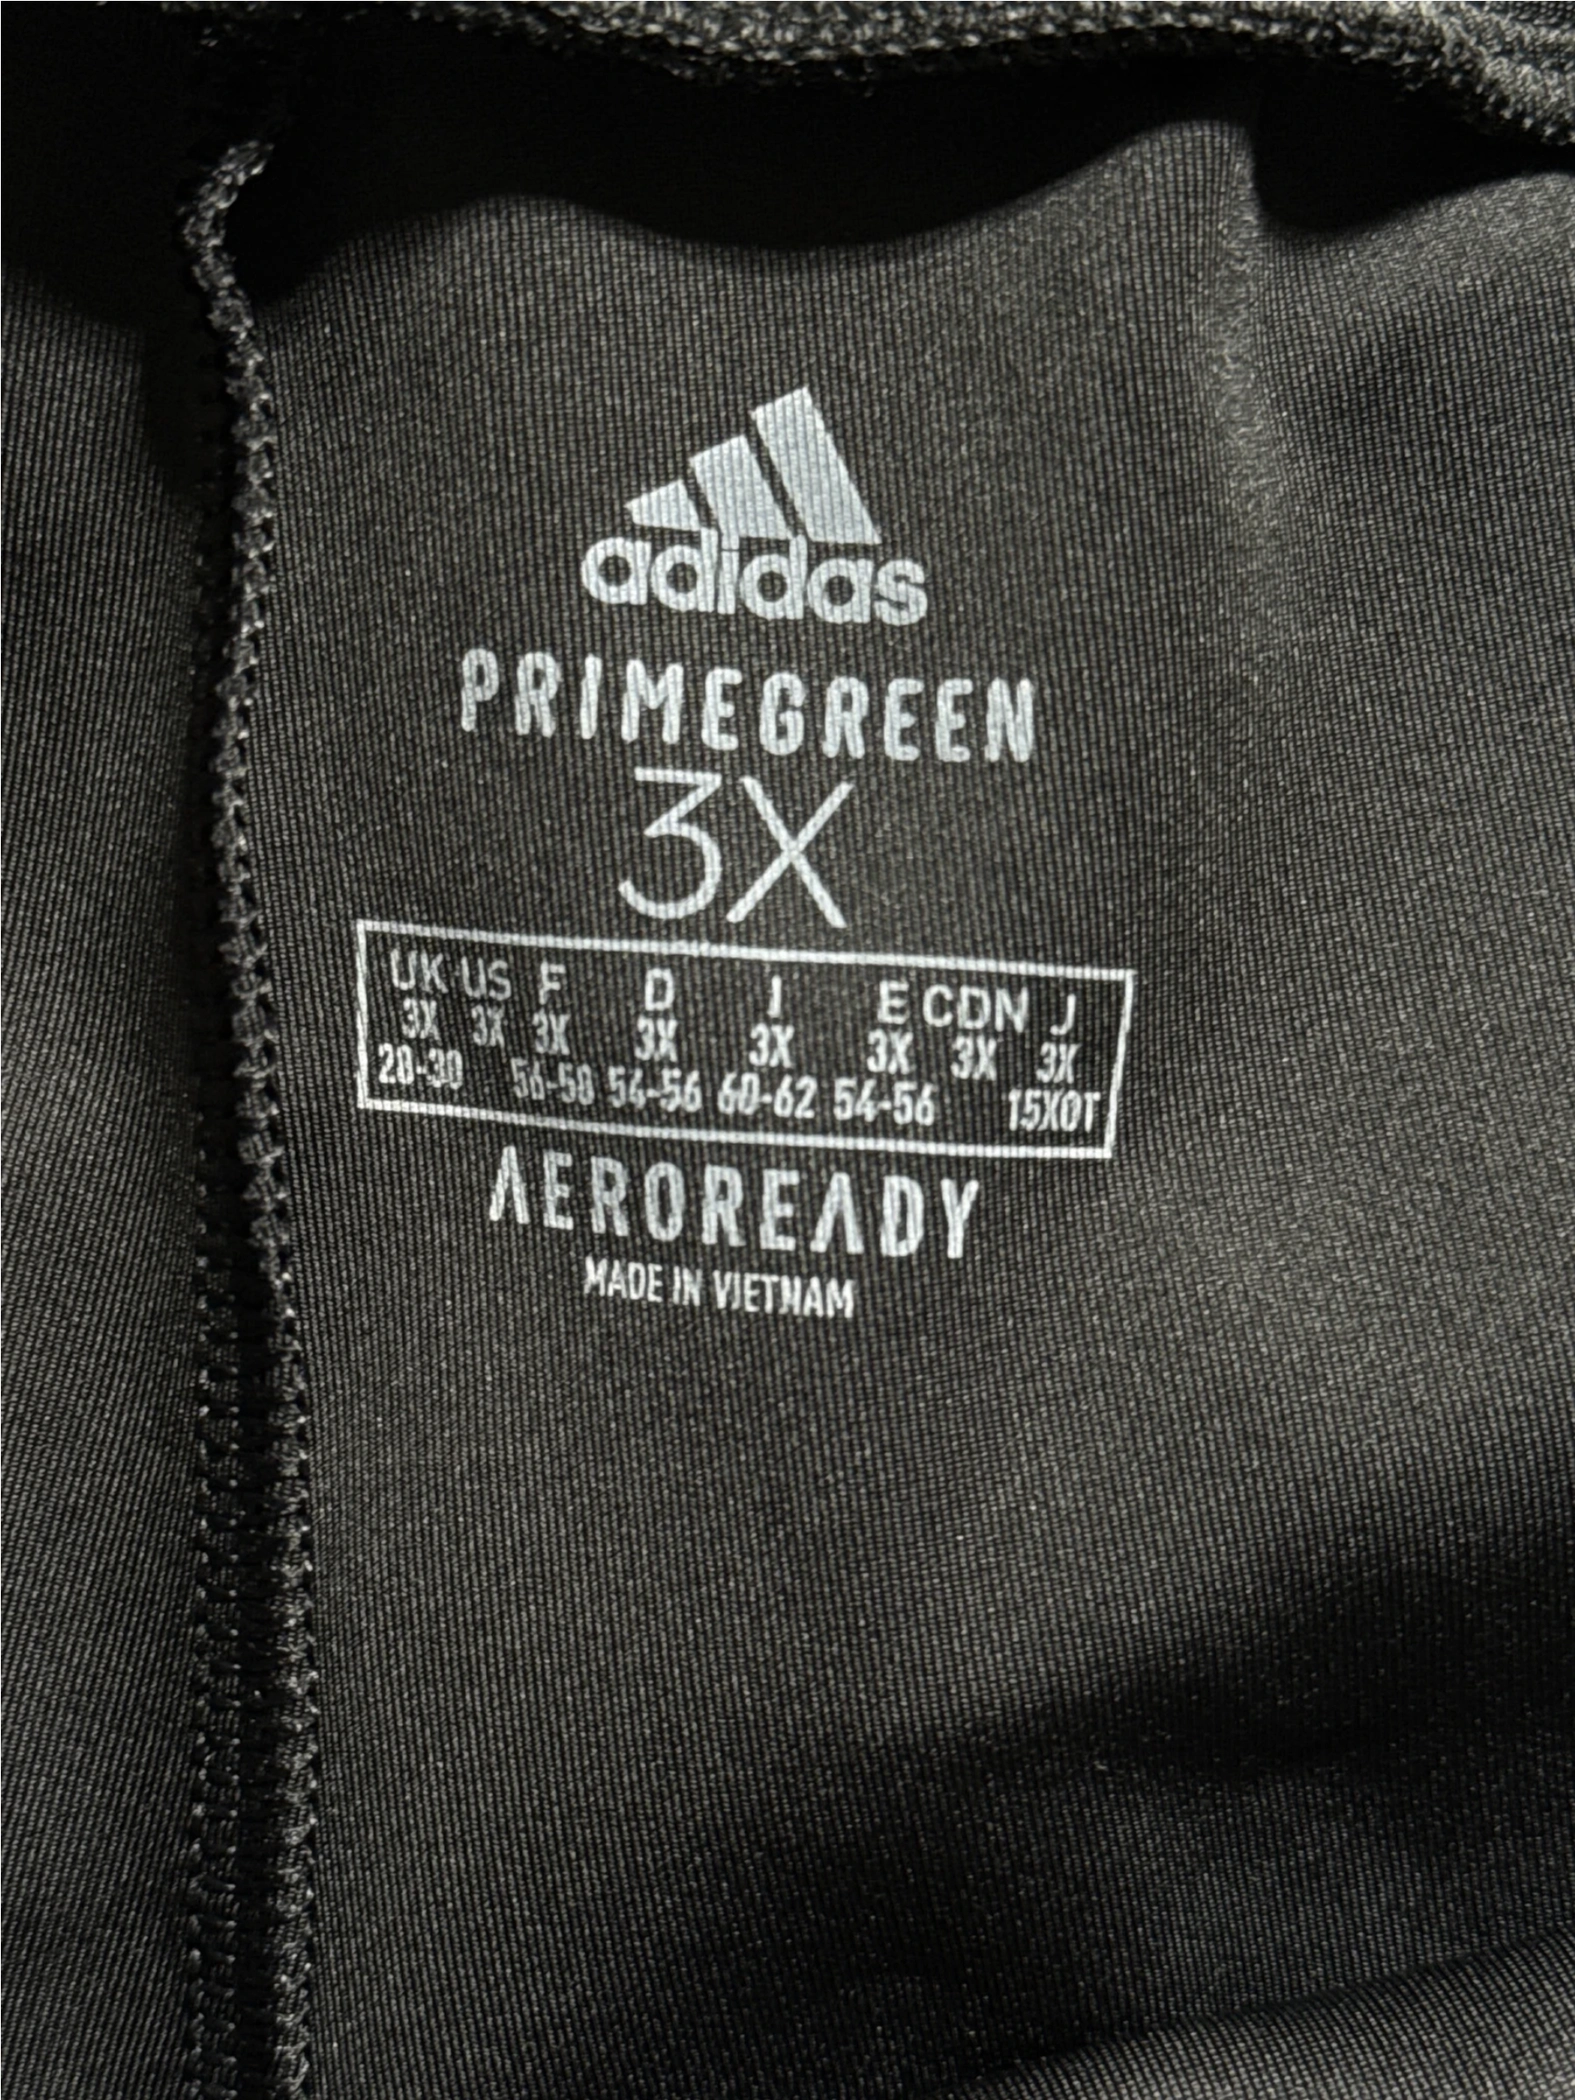 adidas
PRIMEGREEN
3X
UK US F D I E CDN J
3X 3X 3X 3X 3X 3X 3X 3X
28-30 56-58 54-56 60-62 54-56 15XOT
AEROREADY
MADE IN VIETNAM